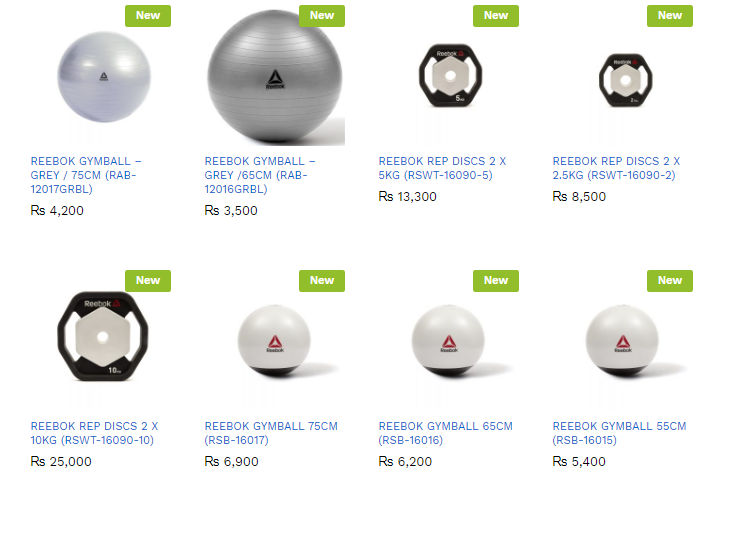 New
New
New
New
Reebok
Reebok
5
REEBOK GYMBALL –
GREY / 75CM (RAB-
12017GRBL)
₨ 4,200
REEBOK GYMBALL –
GREY /65CM (RAB-
12016GRBL)
₨ 3,500
REEBOK REP DISCS 2 X
5KG (RSWT-16090-5)
₨ 13,300
REEBOK REP DISCS 2 X
2.5KG (RSWT-16090-2)
₨ 8,500
New
New
New
New
Reebok
10
Reebok
Reebok
Reebok
REEBOK REP DISCS 2 X
10KG (RSWT-16090-10)
₨ 25,000
REEBOK GYMBALL 75CM
(RSB-16017)
₨ 6,900
REEBOK GYMBALL 65CM
(RSB-16016)
₨ 6,200
REEBOK GYMBALL 55CM
(RSB-16015)
₨ 5,400